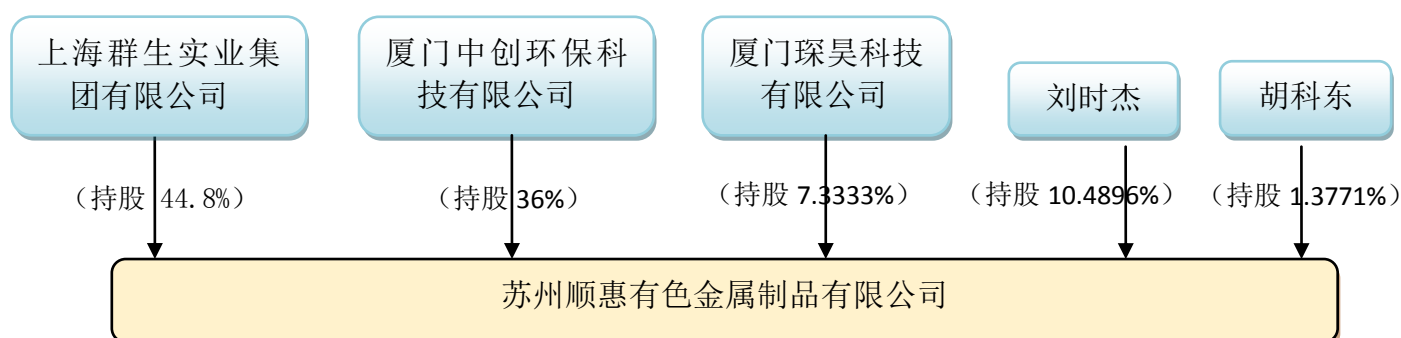 上海群生实业集
团有限公司
厦门中创环保科
技有限公司
厦门琛昊科技
有限公司
刘时杰
胡科东
（持股 44.8%）
（持股 36%）
（持股 7.3333%）
（持股 10.4896%）
（持股 1.3771%）
苏州顺惠有色金属制品有限公司